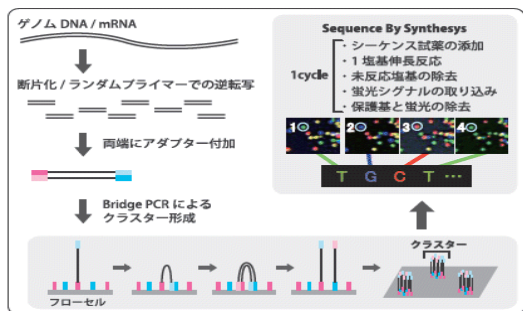 ゲノム DNA / mRNA
断片化 / ランダムプライマーでの逆転写
両端にアダプター付加
Bridge PCR による
クラスター形成
フローセル
クラスター
Sequence By Synthesys
1cycle
・シーケンス試薬の添加
・1 塩基伸長反応
・未反応塩基の除去
・蛍光シグナルの取り込み
・保護基と蛍光の除去
1 2 3 4
T G C T ···